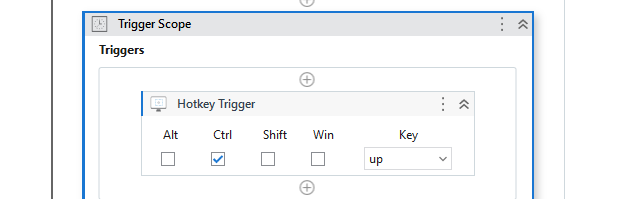 Trigger Scope
Triggers
Hotkey Trigger
Alt Ctrl Shift Win Key
up